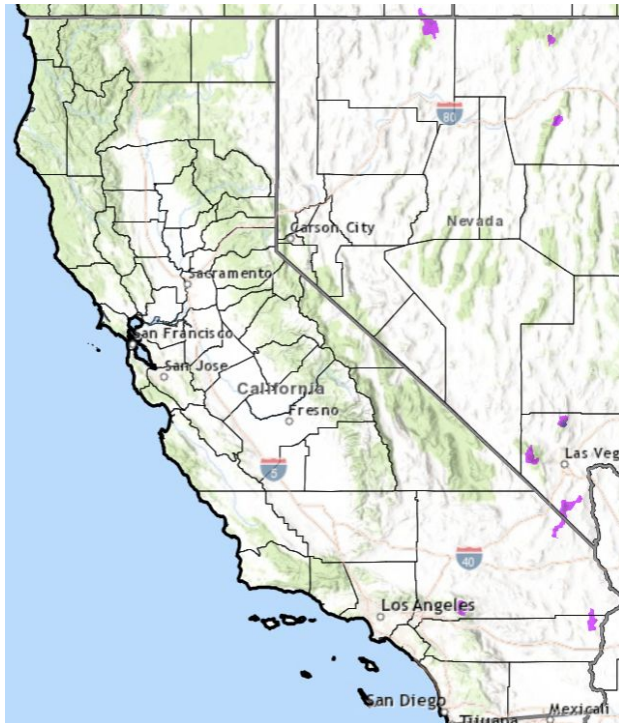 80
Nevada
Carson City
Sacramento
San Francisco
San Jose
California
Fresno
5
Las Veg
40
Los Angeles
San Diego
Tijuana
Mexicali